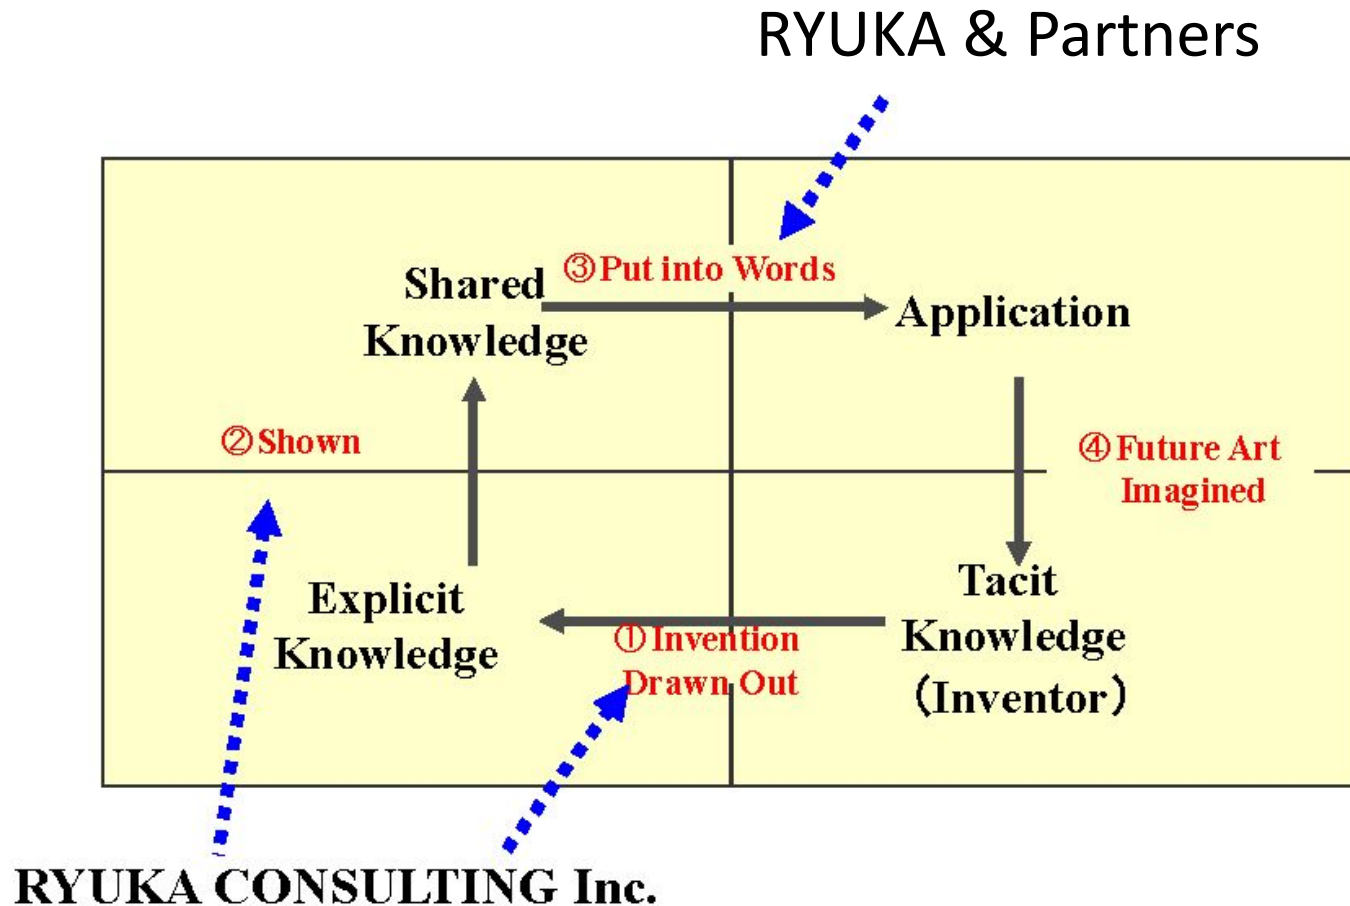 RYUKA & Partners
③Put into Words
Shared
Knowledge
Application
②Shown
④Future Art
Imagined
Explicit
Knowledge
①Invention
Drawn Out
Tacit
Knowledge
(Inventor)
RYUKA CONSULTING Inc.